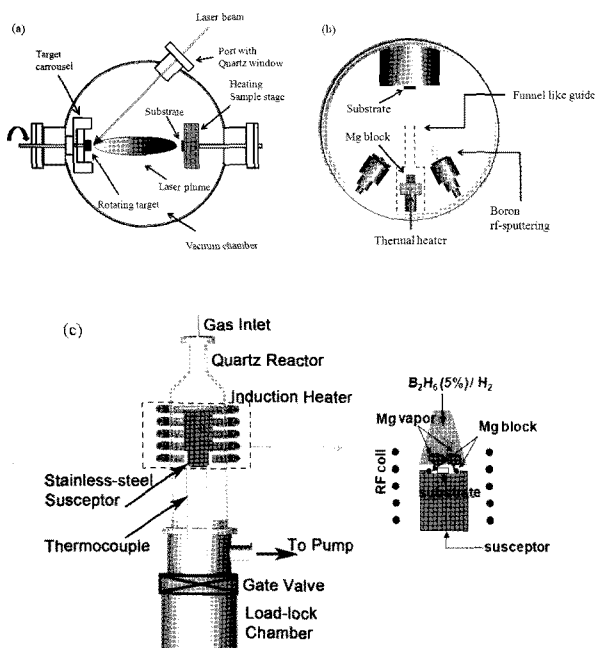 (a)
Laser beam
Port with
Quartz window
Target
carrousel
Heating
Sample stage
Substrate
Laser plume
Rotating target
Vacuum chamber
(b)
Substrate
Funnel like guide
Mg block
Boron
rf-sputtering
Thermal heater
(c)
Gas Inlet
Quartz Reactor
Induction Heater
Stainless-steel
Susceptor
Thermocouple
To Pump
Gate Valve
Load-lock
Chamber
B2H6(5%)/ H2
Mg vapor
Mg block
RF coil
substrate
susceptor